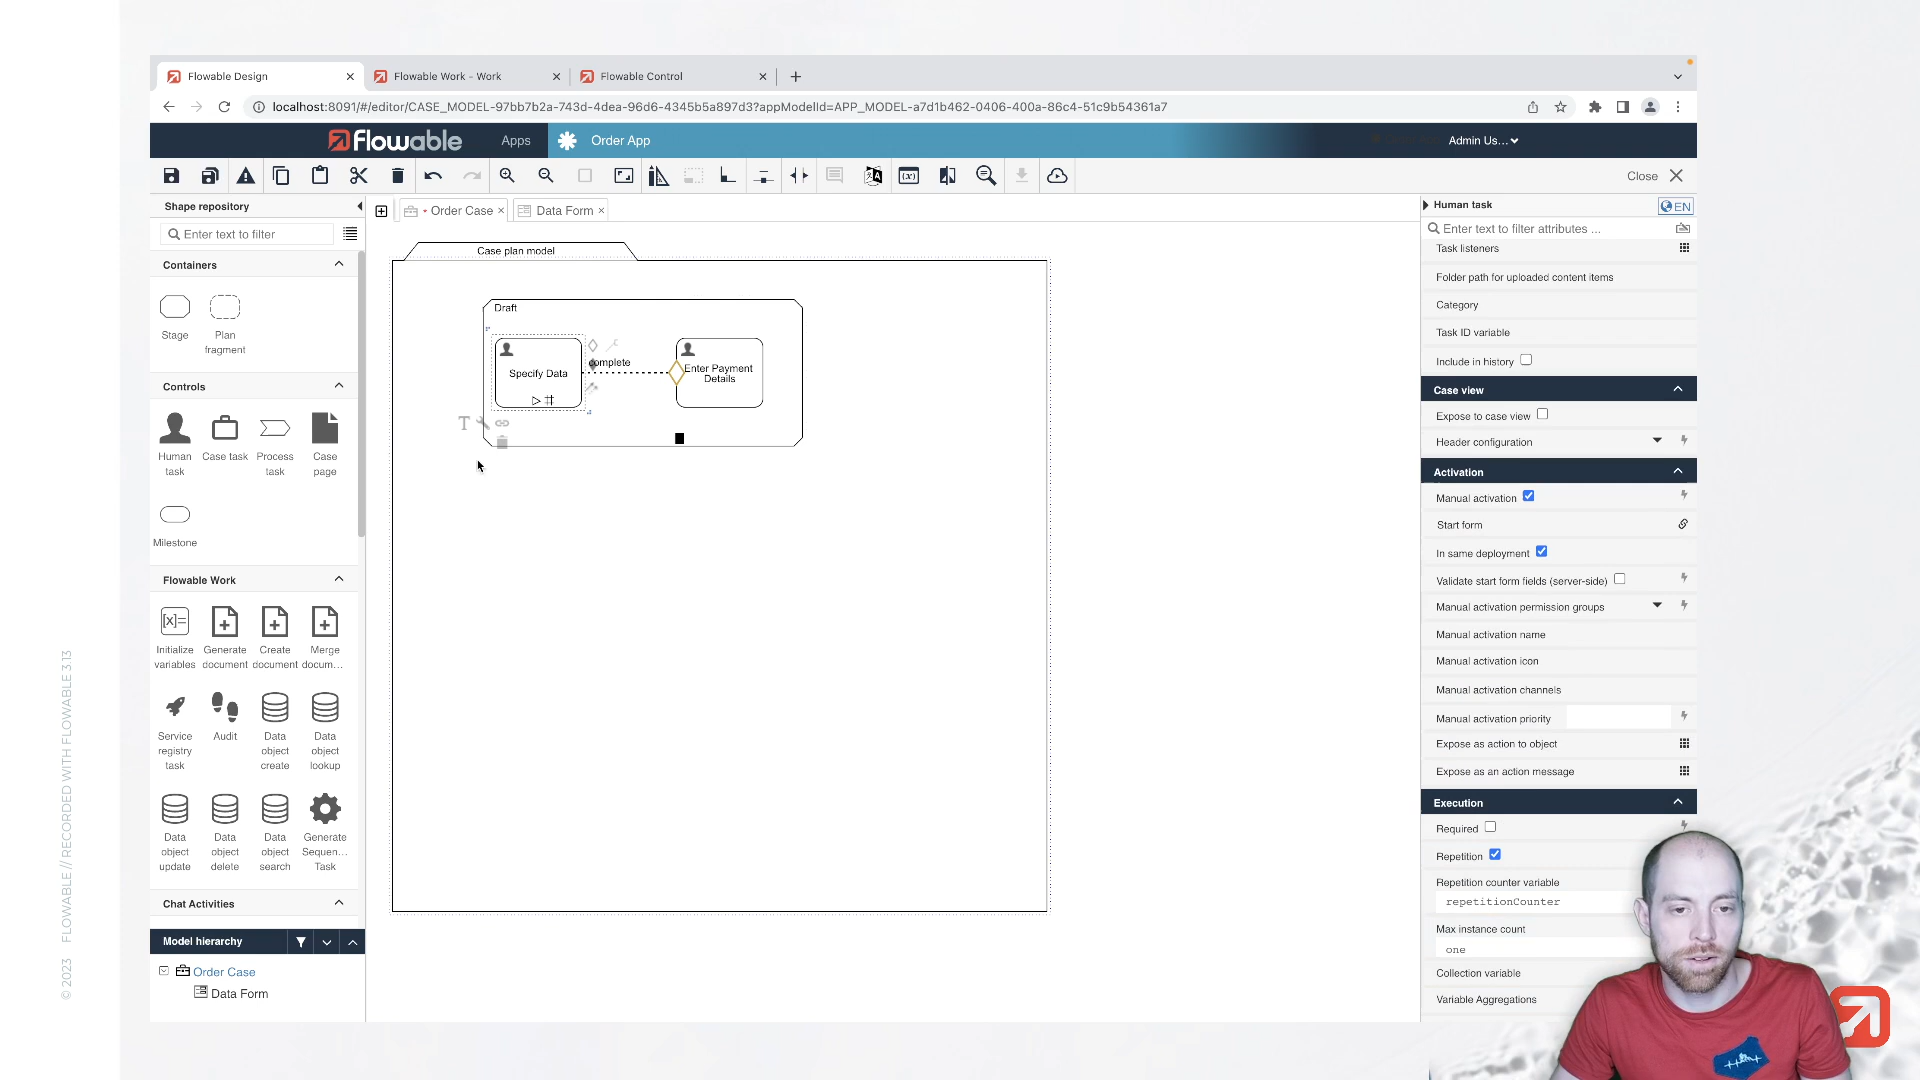 Flowable Design
Flowable Work - Work
Flowable Control
localhost:8091/#/editor/CASE_MODEL-97bb7b2a-743d-4dea-96d6-4345b5a897d3?appModelId=APP_MODEL-a7d1b462-0406-400a-86c4-51c9b54361a7
Flowable
Apps
Order App
Admin Us...
Close
Shape repository
Enter text to filter
Containers
Stage
Plan fragment
Controls
Human task
Case task
Process task
Case page
Milestone
Flowable Work
Initialize variables
Generate document
Create document
Merge docum...
Service registry task
Audit
Data object create
Data object lookup
Data object update
Data object delete
Data object search
Generate Sequen... Task
Chat Activities
Model hierarchy
Order Case
Data Form
Order Case
Data Form
Case plan model
Draft
Specify Data
complete
Enter Payment
Details
Human task
EN
Enter text to filter attributes ...
Task listeners
Folder path for uploaded content items
Category
Task ID variable
Include in history
Case view
Expose to case view
Header configuration
Activation
Manual activation
Start form
In same deployment
Validate start form fields (server-side)
Manual activation permission groups
Manual activation name
Manual activation icon
Manual activation channels
Manual activation priority
Expose as action to object
Expose as an action message
Execution
Required
Repetition
Repetition counter variable
repetitionCounter
Max instance count
one
Collection variable
Variable Aggregations
© 2023 FLOWABLE // RECORDED WITH FLOWABLE 3.13